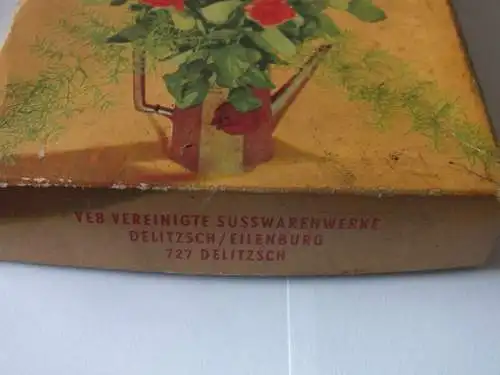 VEB VEREINIGTE SUSSWARENWERKE
DELITZSCH/EILENBURG
727 DELITZSCH